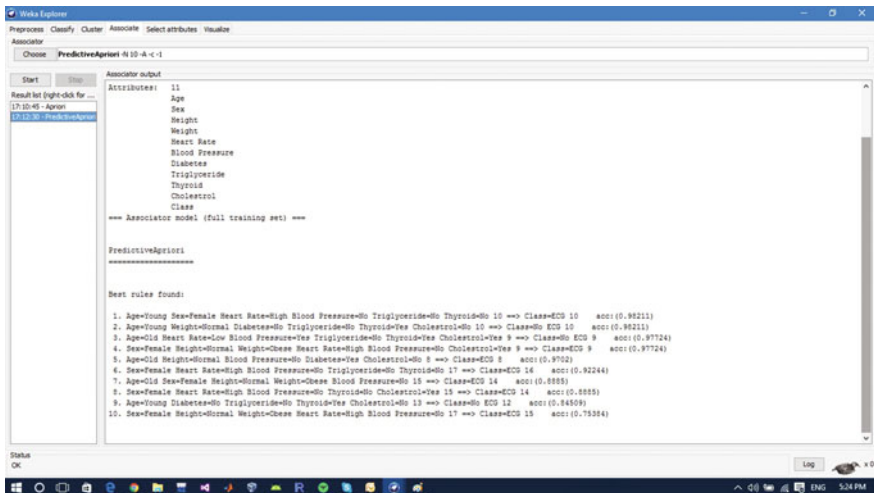 Weka Explorer
Preprocess Classify Cluster Associate Select attributes Visualize
Associator
Choose PredictiveApriori -N 10 -A -c -1
Start Stop
Result list (right-click for ...
17:10:45 - Apriori
17:12:30 - PredictiveApriori
Associator output
Attributes: 11
Age
Sex
Height
Weight
Heart Rate
Blood Pressure
Diabetes
Triglyceride
Thyroid
Cholestrol
Class
=== Associator model (full training set) ===
PredictiveApriori
===================
Best rules found:
1. Age=Young Sex=Female Heart Rate=High Blood Pressure=No Triglyceride=No Thyroid=No 10 ==> Class=ECG 10 acc:(0.98211)
2. Age=Young Weight=Normal Diabetes=No Triglyceride=No Thyroid=Yes Cholestrol=No 10 ==> Class=No ECG 10 acc:(0.98211)
3. Age=Old Heart Rate=Low Blood Pressure=Yes Triglyceride=No Thyroid=Yes Cholestrol=Yes 9 ==> Class=No ECG 9 acc:(0.97724)
4. Sex=Female Height=Normal Weight=Obese Heart Rate=High Blood Pressure=No Cholestrol=Yes 9 ==> Class=ECG 9 acc:(0.97724)
5. Age=Old Height=Normal Blood Pressure=No Diabetes=Yes Cholestrol=No 8 ==> Class=ECG 8 acc:(0.9702)
6. Sex=Female Heart Rate=High Blood Pressure=No Triglyceride=No Thyroid=No 17 ==> Class=ECG 16 acc:(0.92244)
7. Age=Old Sex=Female Height=Normal Weight=Obese Blood Pressure=No 15 ==> Class=ECG 14 acc:(0.8885)
8. Sex=Female Heart Rate=High Blood Pressure=No Thyroid=No Cholestrol=Yes 15 ==> Class=ECG 14 acc:(0.8885)
9. Age=Young Diabetes=No Triglyceride=No Thyroid=Yes Cholestrol=No 13 ==> Class=No ECG 12 acc:(0.84509)
10. Sex=Female Height=Normal Weight=Obese Heart Rate=High Blood Pressure=No 17 ==> Class=ECG 15 acc:(0.75384)
Status
OK
Log
x 0
ENG 5:24 PM